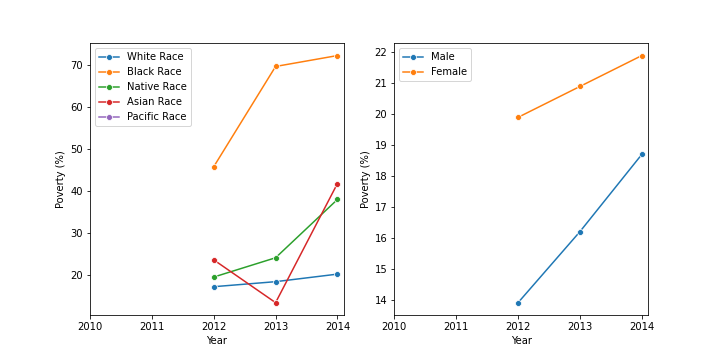 White Race
Black Race
Native Race
Asian Race
Pacific Race
70
60
50
40
30
20
Poverty (%)
2010 2011 2012 2013 2014
Year
Male
Female
22
21
20
19
18
17
16
15
14
Poverty (%)
2010 2011 2012 2013 2014
Year